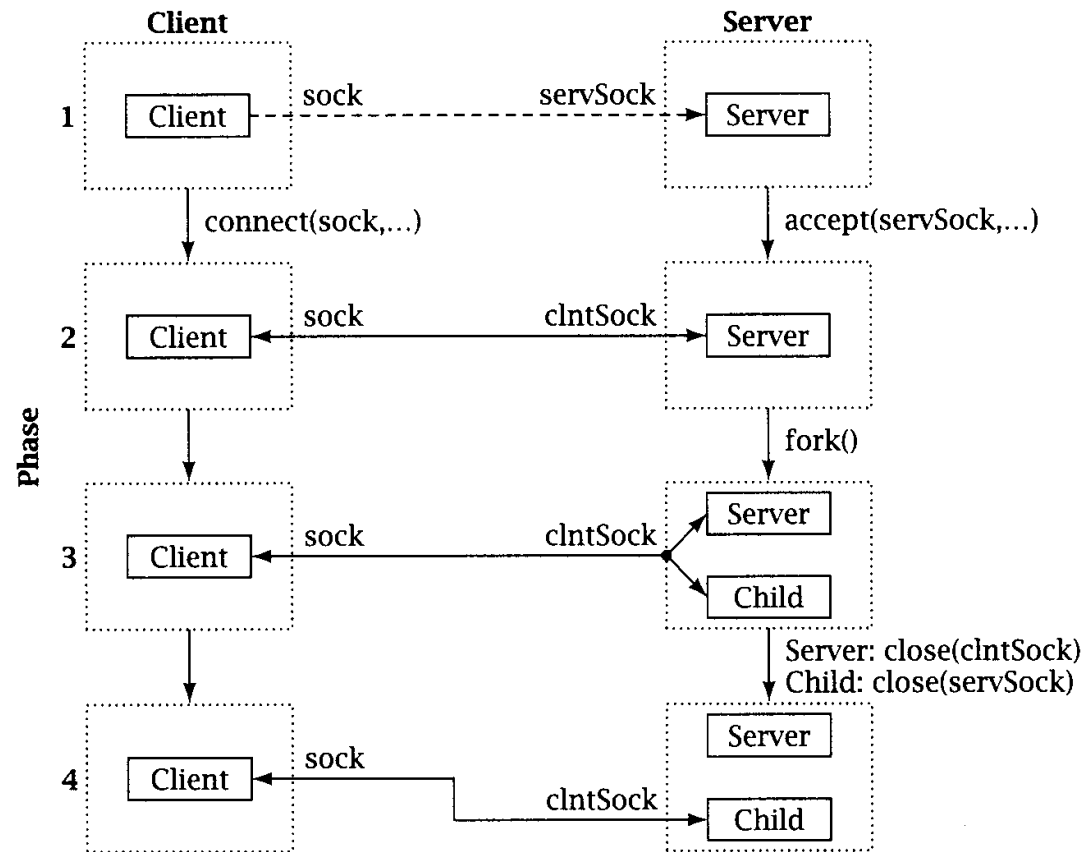 Client
Server
Phase
1
Client
sock
servSock
Server
connect(sock,...)
accept(servSock,...)
2
Client
sock
clntSock
Server
fork()
3
Client
sock
clntSock
Server
Child
Server: close(clntSock)
Child: close(servSock)
4
Client
sock
clntSock
Server
Child